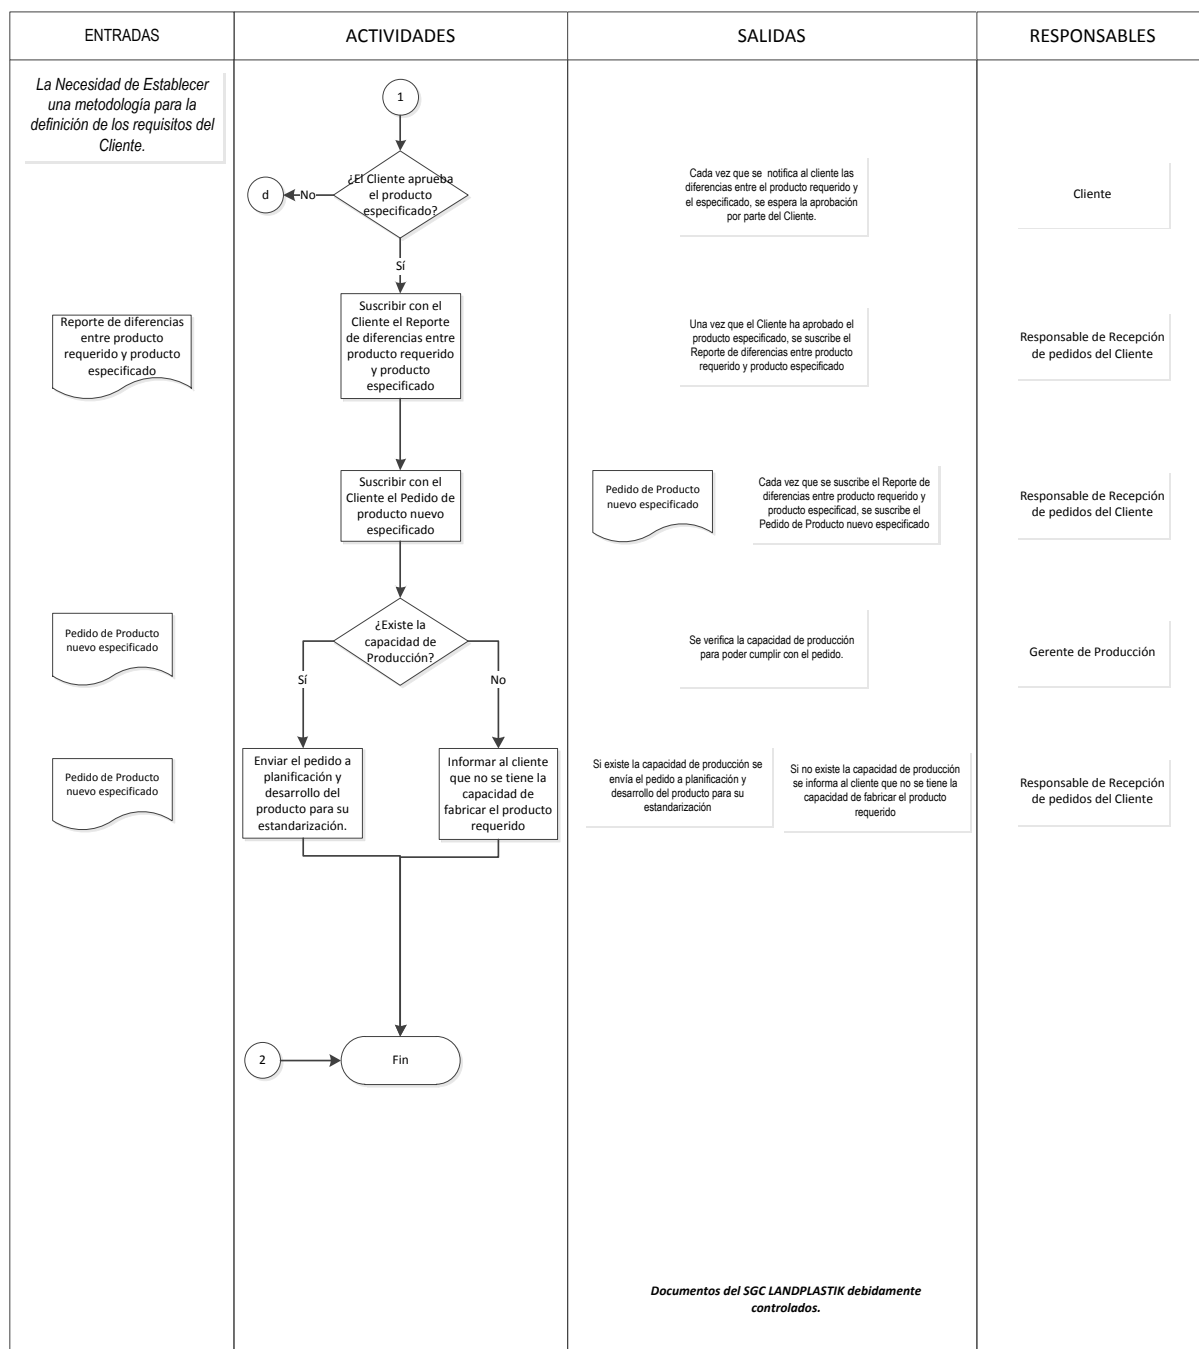 ENTRADAS
ACTIVIDADES
SALIDAS
RESPONSABLES
La Necesidad de Establecer
una metodología para la
definición de los requisitos del
Cliente.
1
¿El Cliente aprueba
el producto
especificado?
No
d
Sí
Cada vez que se notifica al cliente las
diferencias entre el producto requerido y
el especificado, se espera la aprobación
por parte del Cliente.
Cliente
Reporte de diferencias
entre producto
requerido y producto
especificado
Suscribir con el
Cliente el Reporte
de diferencias entre
producto requerido
y producto
especificado
Una vez que el Cliente ha aprobado el
producto especificado, se suscribe el
Reporte de diferencias entre producto
requerido y producto especificado
Responsable de Recepción
de pedidos del Cliente
Suscribir con el
Cliente el Pedido de
producto nuevo
especificado
Pedido de Producto
nuevo especificado
Cada vez que se suscribe el Reporte de
diferencias entre producto requerido y
producto especificad, se suscribe el
Pedido de Producto nuevo especificado
Responsable de Recepción
de pedidos del Cliente
Pedido de Producto
nuevo especificado
¿Existe la
capacidad de
Producción?
Sí
No
Se verifica la capacidad de producción
para poder cumplir con el pedido.
Gerente de Producción
Pedido de Producto
nuevo especificado
Enviar el pedido a
planificación y
desarrollo del
producto para su
estandarización.
Informar al cliente
que no se tiene la
capacidad de
fabricar el producto
requerido
Si existe la capacidad de producción se
envía el pedido a planificación y
desarrollo del producto para su
estandarización
Si no existe la capacidad de producción
se informa al cliente que no se tiene la
capacidad de fabricar el producto
requerido
Responsable de Recepción
de pedidos del Cliente
2
Fin
Documentos del SGC LANDPLASTIK debidamente
controlados.